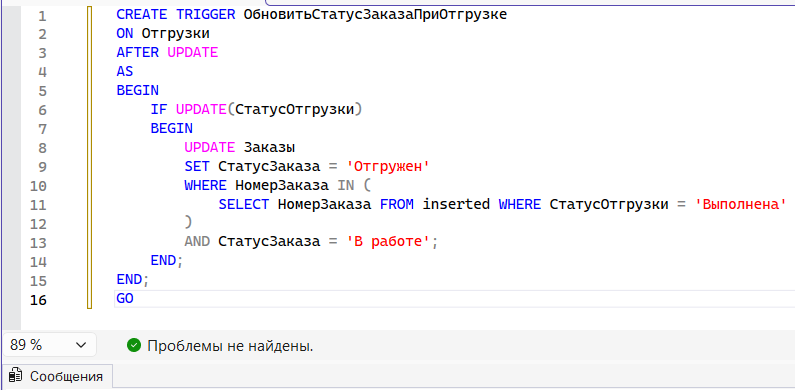 1 CREATE TRIGGER ОбновитьСтатусЗаказаПриОтгрузке
2 ON Отгрузки
3 AFTER UPDATE
4 AS
5 BEGIN
6 IF UPDATE(СтатусОтгрузки)
7 BEGIN
8 UPDATE Заказы
9 SET СтатусЗаказа = 'Отгружен'
10 WHERE НомерЗаказа IN (
11 SELECT НомерЗаказа FROM inserted WHERE СтатусОтгрузки = 'Выполнена'
12 )
13 AND СтатусЗаказа = 'В работе';
14 END;
15 END;
16 GO
89 % Проблемы не найдены.
Сообщения